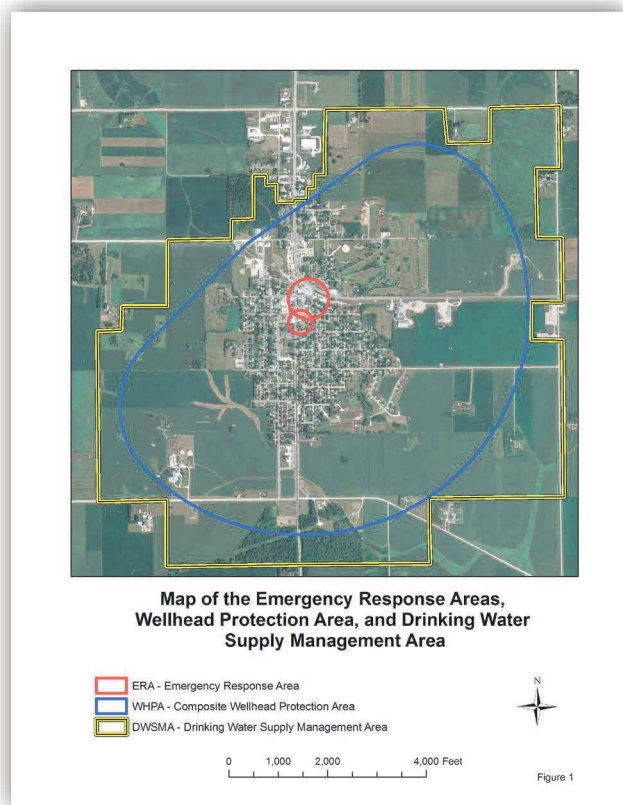 Map of the Emergency Response Areas,
Wellhead Protection Area, and Drinking Water
Supply Management Area
ERA - Emergency Response Area
WHPA - Composite Wellhead Protection Area
DWSMA - Drinking Water Supply Management Area
N
0 1,000 2,000 4,000 Feet
Figure 1